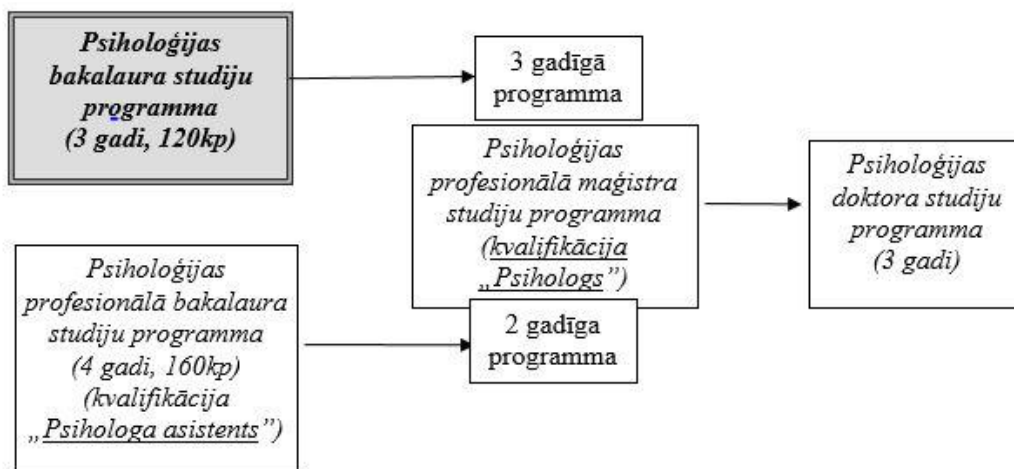 Psiholoģijas
bakalaura studiju
programma
(3 gadi, 120kp)
3 gadīgā
programma
Psiholoģijas
profesionālā maģistra
studiju programma
(kvalifikācija
„Psihologs”)
2 gadīga
programma
Psiholoģijas
doktora studiju
programma
(3 gadi)
Psiholoģijas
profesionālā bakalaura
studiju programma
(4 gadi, 160kp)
(kvalifikācija
„Psihologa asistents”)